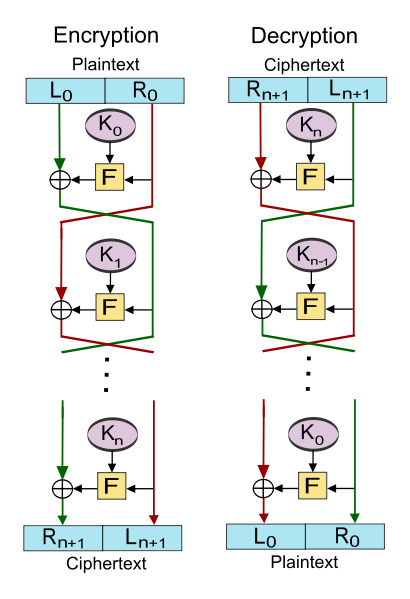 Encryption
Plaintext
L0 R0
K0
F
K1
F
Kn
F
Rn+1 Ln+1
Ciphertext
Decryption
Ciphertext
Rn+1 Ln+1
Kn
F
Kn-1
F
K0
F
L0 R0
Plaintext